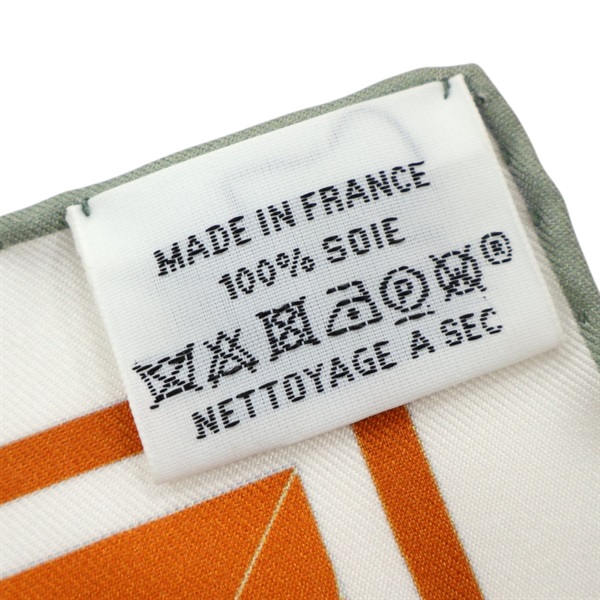 MADE IN FRANCE
100% SOIE
P ®
NETTOYAGE A SEC